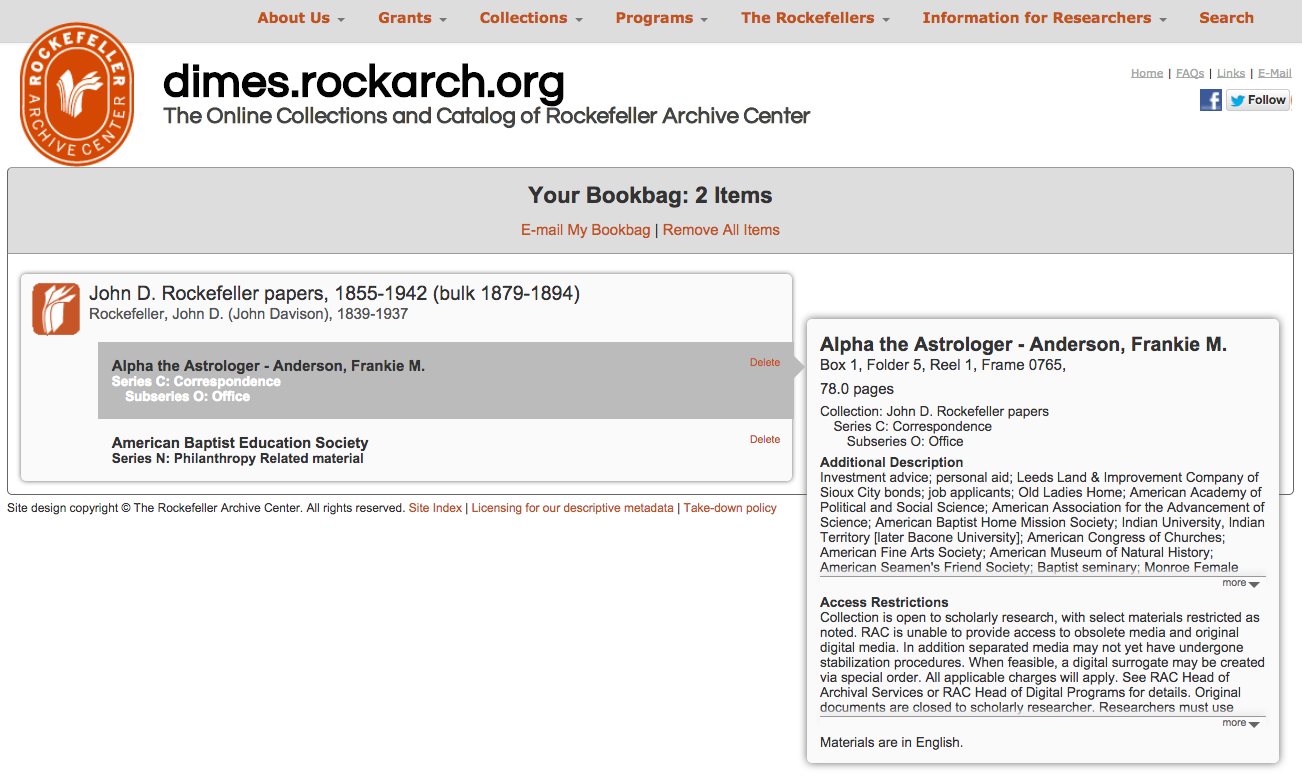 About Us Grants Collections Programs The Rockefellers Information for Researchers Search
ROCKEFELLER
ARCHIVE CENTER
dimes.rockarch.org
The Online Collections and Catalog of Rockefeller Archive Center
Home | FAQs | Links | E-Mail
Follow
Your Bookbag: 2 Items
E-mail My Bookbag | Remove All Items
John D. Rockefeller papers, 1855-1942 (bulk 1879-1894)
Rockefeller, John D. (John Davison), 1839-1937
Alpha the Astrologer - Anderson, Frankie M. Delete
Series C: Correspondence
Subseries O: Office
American Baptist Education Society Delete
Series N: Philanthropy Related material
Site design copyright © The Rockefeller Archive Center. All rights reserved. Site Index | Licensing for our descriptive metadata | Take-down policy
Alpha the Astrologer - Anderson, Frankie M.
Box 1, Folder 5, Reel 1, Frame 0765,
78.0 pages
Collection: John D. Rockefeller papers
Series C: Correspondence
Subseries O: Office
Additional Description
Investment advice; personal aid; Leeds Land & Improvement Company of
Sioux City bonds; job applicants; Old Ladies Home; American Academy of
Political and Social Science; American Association for the Advancement of
Science; American Baptist Home Mission Society; Indian University, Indian
Territory [later Bacone University]; American Congress of Churches;
American Fine Arts Society; American Museum of Natural History;
American Seamen's Friend Society; Baptist seminary; Monroe Female
more
Access Restrictions
Collection is open to scholarly research, with select materials restricted as
noted. RAC is unable to provide access to obsolete media and original
digital media. In addition separated media may not yet have undergone
stabilization procedures. When feasible, a digital surrogate may be created
via special order. All applicable charges will apply. See RAC Head of
Archival Services or RAC Head of Digital Programs for details. Original
documents are closed to scholarly researcher. Researchers must use
more
Materials are in English.